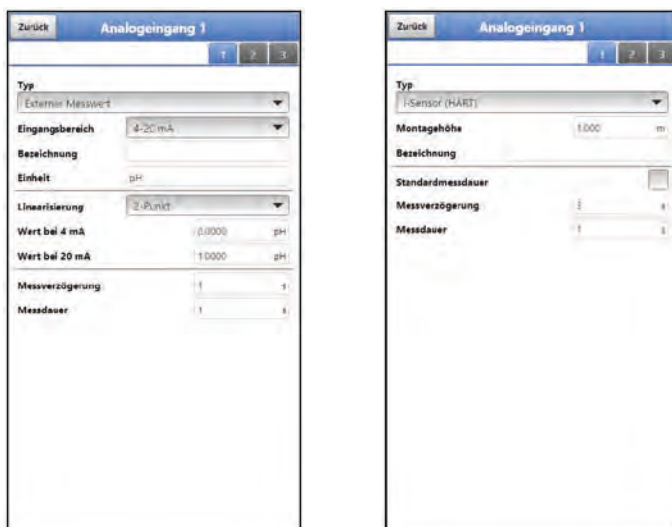 Zurück
Analogeingang 1
1 2 3
Typ
Externer Messwert
Eingangsbereich 4-20 mA
Bezeichnung
Einheit pH
Linearisierung 2-Punkt
Wert bei 4 mA 0.0000 pH
Wert bei 20 mA 1.0000 pH
Messverzögerung 1 s
Messdauer 1 s
Zurück
Analogeingang 1
1 2 3
Typ
i-Sensor (HART)
Montagehöhe 1.000 m
Bezeichnung
Standardmessdauer
Messverzögerung s
Messdauer 1 s